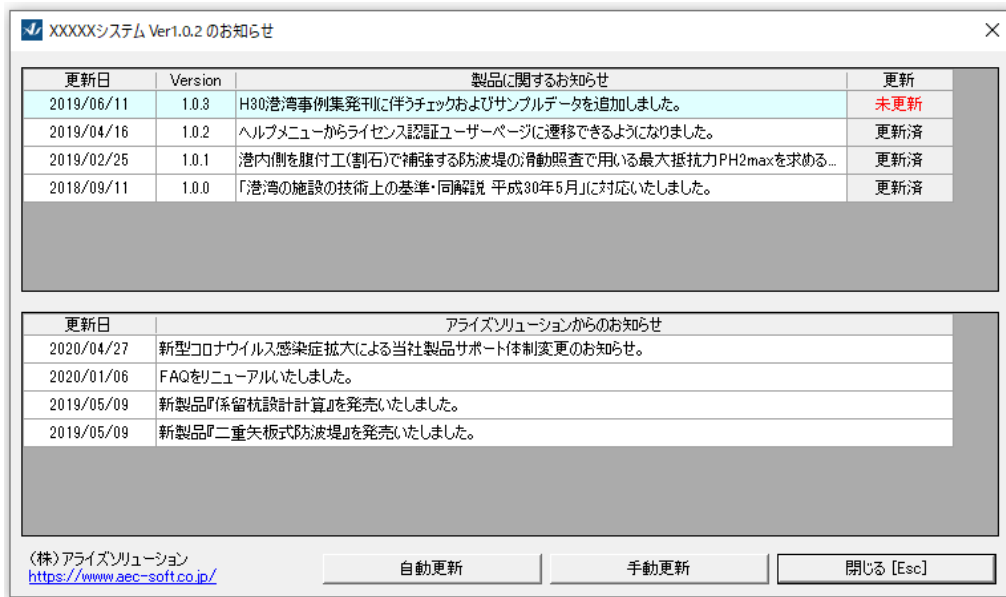 XXXXXシステム Ver1.0.2 のお知らせ
更新日 Version 製品に関するお知らせ 更新
2019/06/11 1.0.3 H30港湾事例集発刊に伴うチェックおよびサンプルデータを追加しました。 未更新
2019/04/16 1.0.2 ヘルプメニューからライセンス認証ユーザーページに遷移できるようになりました。 更新済
2019/02/25 1.0.1 港内側を腹付工(割石)で補強する防波堤の滑動照査で用いる最大抵抗力PH2maxを求める... 更新済
2018/09/11 1.0.0 「港湾の施設の技術上の基準・同解説 平成30年5月」に対応いたしました。 更新済
更新日 アライズソリューションからのお知らせ
2020/04/27 新型コロナウイルス感染症拡大による当社製品サポート体制変更のお知らせ。
2020/01/06 FAQをリニューアルいたしました。
2019/05/09 新製品『係留杭設計計算』を発売いたしました。
2019/05/09 新製品『二重矢板式防波堤』を発売いたしました。
(株)アライズソリューション
https://www.aec-soft.co.jp/
自動更新 手動更新 閉じる [Esc]